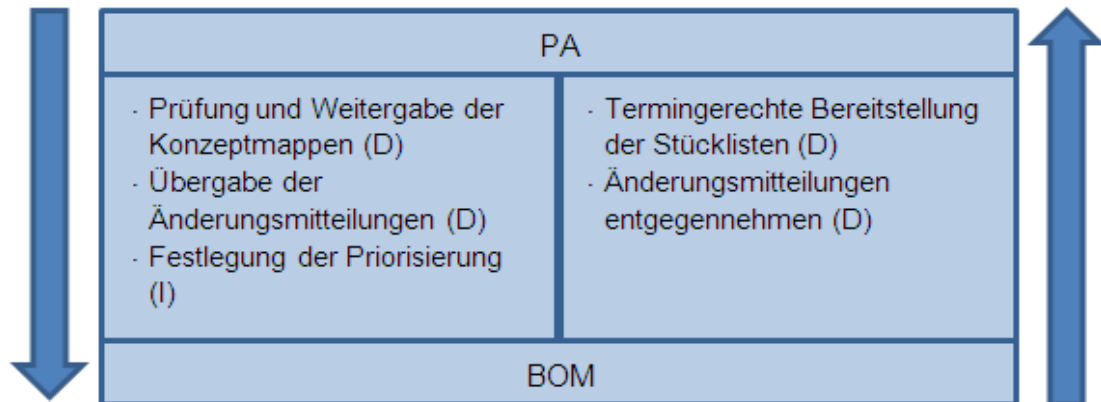 PA
· Prüfung und Weitergabe der
Konzeptmappen (D)
· Übergabe der
Änderungsmitteilungen (D)
· Festlegung der Priorisierung
(I)
· Termingerechte Bereitstellung
der Stücklisten (D)
· Änderungsmitteilungen
entgegennehmen (D)
BOM